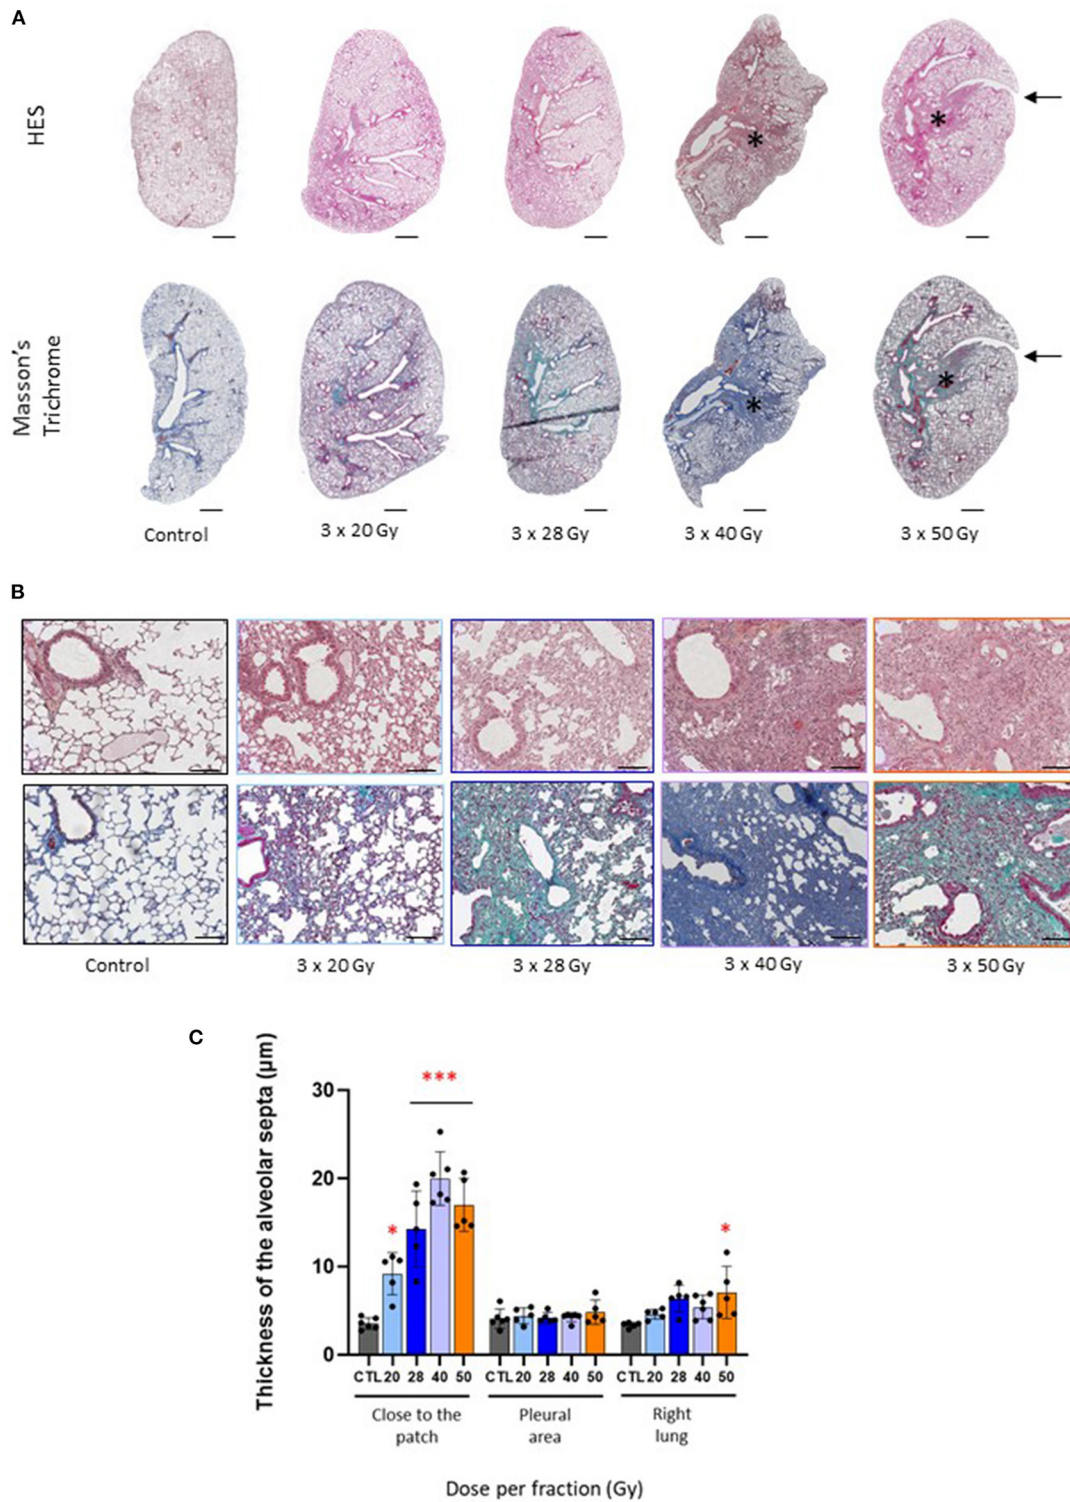 A
HES
*
*
Masson's
Trichrome
*
*
Control
3 x 20 Gy
3 x 28 Gy
3 x 40 Gy
3 x 50 Gy
B
Control
3 x 20 Gy
3 x 28 Gy
3 x 40 Gy
3 x 50 Gy
C
Thickness of the alveolar septa (µm)
30
20
10
0
***
*
*
CTL 20 28 40 50 CTL 20 28 40 50 CTL 20 28 40 50
Close to the
patch
Pleural
area
Right
lung
Dose per fraction (Gy)